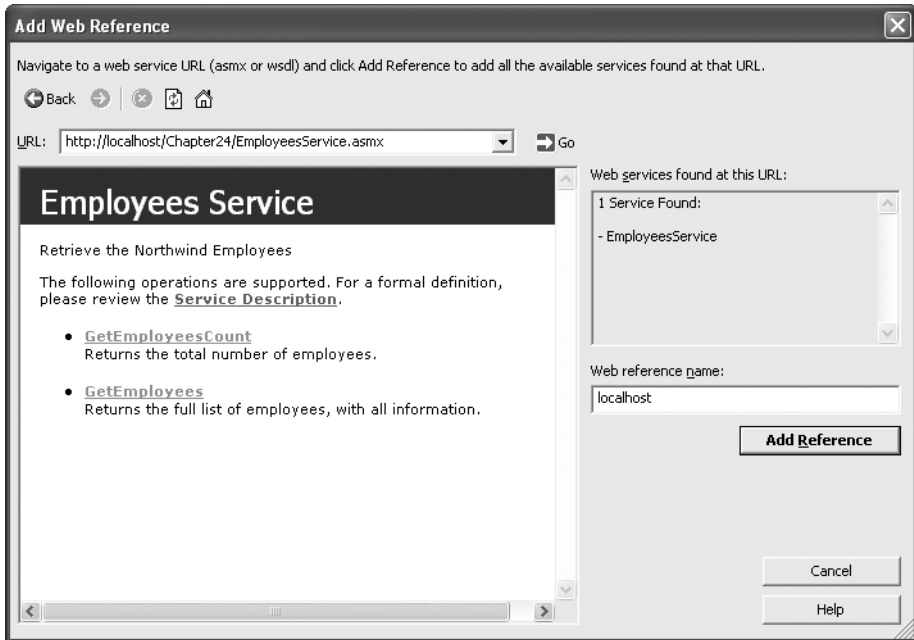 Add Web Reference
Navigate to a web service URL (asmx or wsdl) and click Add Reference to add all the available services found at that URL.
Back
URL: http://localhost/Chapter24/EmployeesService.asmx Go
Employees Service
Retrieve the Northwind Employees
The following operations are supported. For a formal definition,
please review the Service Description.
• GetEmployeesCount
Returns the total number of employees.
• GetEmployees
Returns the full list of employees, with all information.
Web services found at this URL:
1 Service Found:
- EmployeesService
Web reference name:
localhost
Add Reference
Cancel
Help